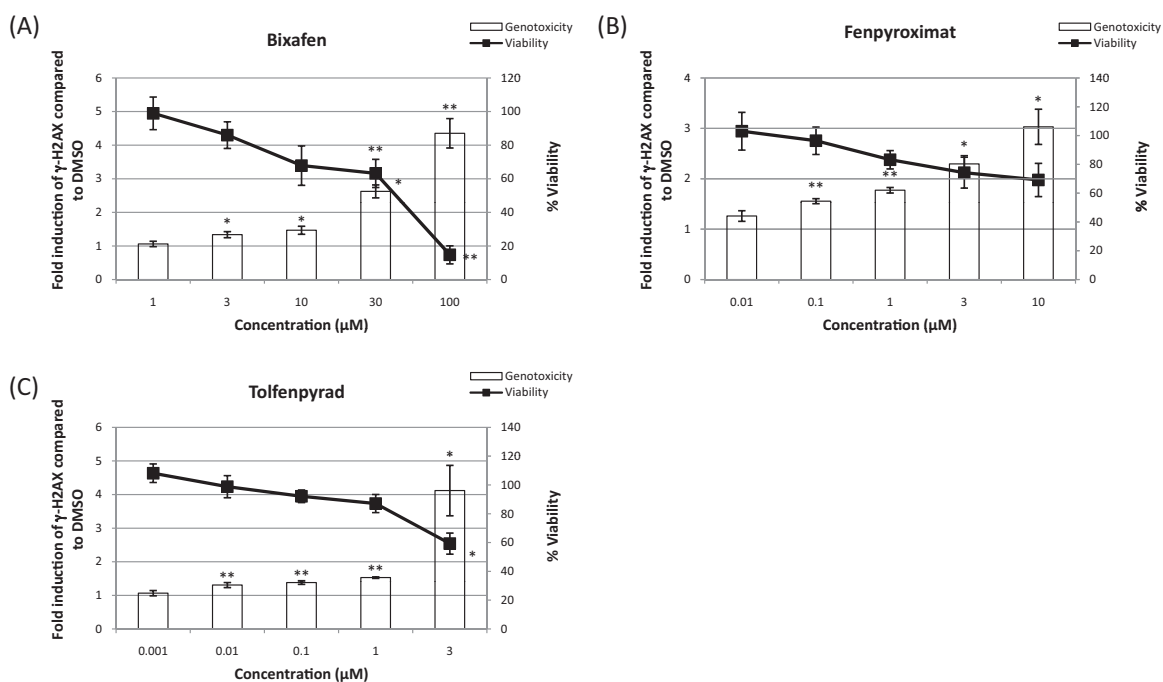 (A)
Bixafen
Genotoxicity
Viability
Fold induction of γ-H2AX compared
to DMSO
6
5
4
3
2
1
0
120
100
80
60
40
20
0
% Viability
*
*
**
*
**
**
1 3 10 30 100
Concentration (µM)
(B)
Fenpyroximat
Genotoxicity
Viability
Fold induction of γ-H2AX compared
to DMSO
4
3
2
1
0
140
120
100
80
60
40
20
0
% Viability
**
**
*
*
0.01 0.1 1 3 10
Concentration (µM)
(C)
Tolfenpyrad
Genotoxicity
Viability
Fold induction of γ-H2AX compared
to DMSO
6
5
4
3
2
1
0
140
120
100
80
60
40
20
0
% Viability
**
**
**
*
*
0.001 0.01 0.1 1 3
Concentration (µM)